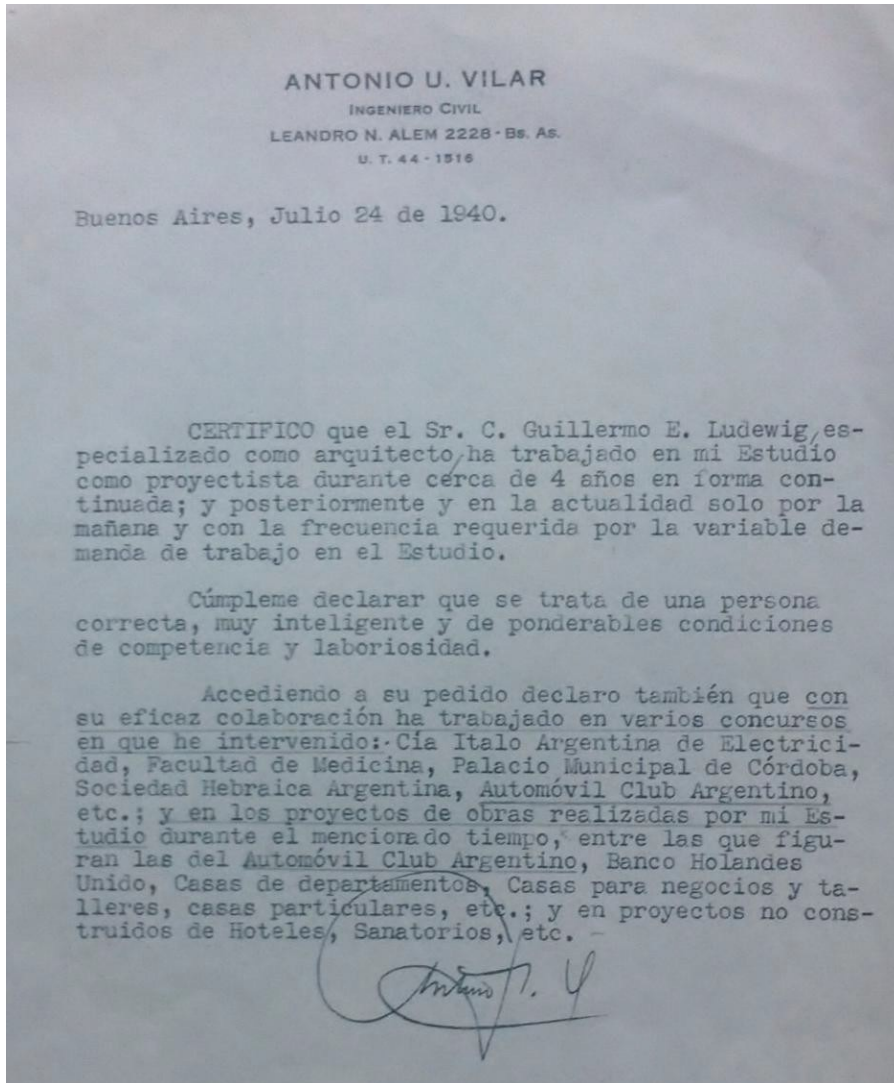 ANTONIO U. VILAR
INGENIERO CIVIL
LEANDRO N. ALEM 2228 - Bs. As.
U. T. 44 - 1516
Buenos Aires, Julio 24 de 1940.
CERTIFICO que el Sr. C. Guillermo E. Ludewig, es-
pecializado como arquitecto, ha trabajado en mi Estudio
como proyectista durante cerca de 4 años en forma con-
tinuada; y posteriormente y en la actualidad solo por la
mañana y con la frecuencia requerida por la variable de-
manda de trabajo en el Estudio.
Cúmpleme declarar que se trata de una persona
correcta, muy inteligente y de ponderables condiciones
de competencia y laboriosidad.
Accediendo a su pedido declaro también que con
su eficaz colaboración ha trabajado en varios concursos
en que he intervenido:- Cía Italo Argentina de Electrici-
dad, Facultad de Medicina, Palacio Municipal de Córdoba,
Sociedad Hebraica Argentina, Automóvil Club Argentino,
etc.; y en los proyectos de obras realizadas por mi Es-
tudio durante el mencionado tiempo, entre las que figu-
ran las del Automóvil Club Argentino, Banco Holandes
Unido, Casas de departamentos, Casas para negocios y ta-
lleres, casas particulares, etc.; y en proyectos no cons-
truidos de Hoteles, Sanatorios, etc. -